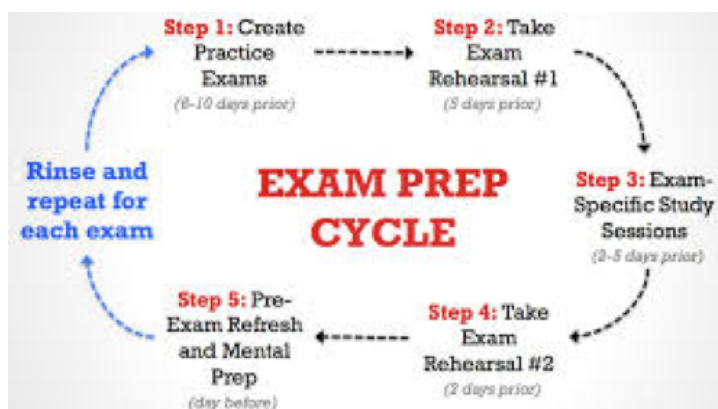 Step 1: Create
Practice
Exams
(6-10 days prior)
Step 2: Take
Exam
Rehearsal #1
(5 days prior)
Step 3: Exam-
Specific Study
Sessions
(2-5 days prior)
Step 4: Take
Exam
Rehearsal #2
(2 days prior)
Step 5: Pre-
Exam Refresh
and Mental
Prep
(day before)
Rinse and
repeat for
each exam
EXAM PREP
CYCLE